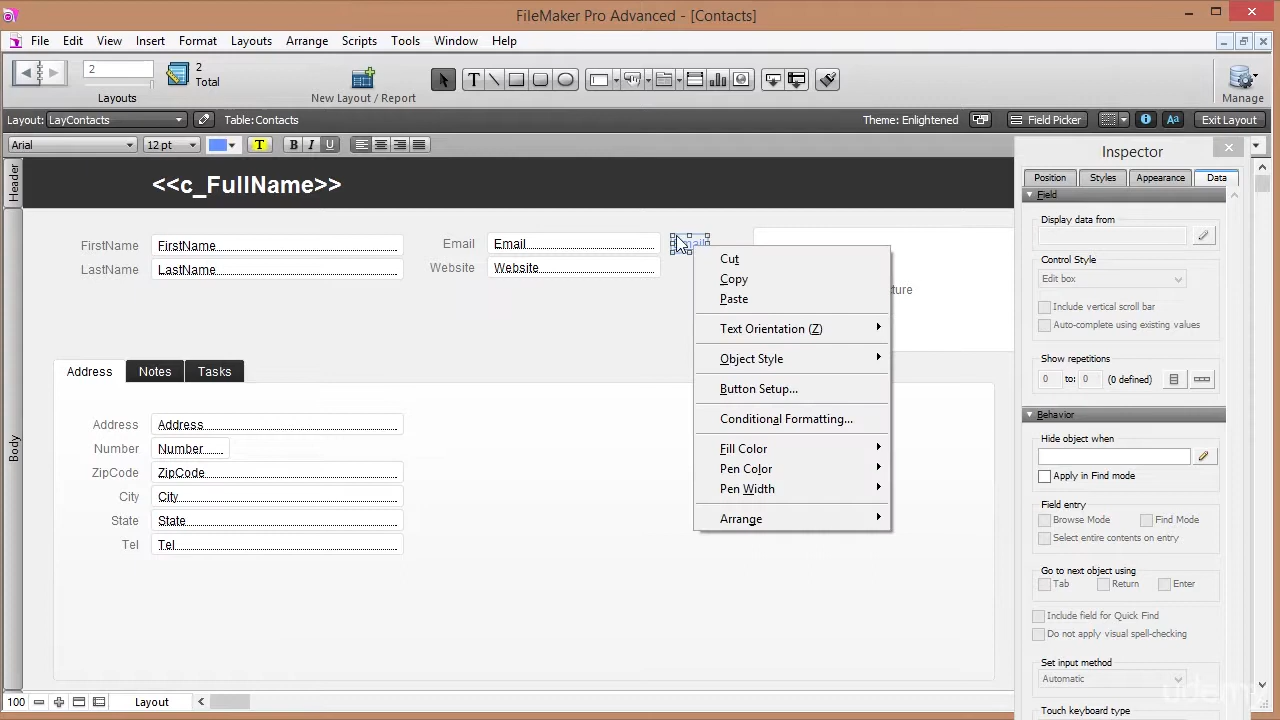 FileMaker Pro Advanced - [Contacts]
File Edit View Insert Format Layouts Arrange Scripts Tools Window Help
2
2
Total
Layouts
New Layout / Report
Manage
Layout: LayContacts
Table: Contacts
Theme: Enlightened
Field Picker
Aa
Exit Layout
Arial
12 pt
T
B I U
Inspector
Header
<<c_FullName>>
Position Styles Appearance Data
Field
Display data from
Control Style
Edit box
Include vertical scroll bar
Auto-complete using existing values
Show repetitions
0 to: 0 (0 defined)
Behavior
Hide object when
Apply in Find mode
Field entry
Browse Mode Find Mode
Select entire contents on entry
Go to next object using
Tab Return Enter
Include field for Quick Find
Do not apply visual spell-checking
Set input method
Automatic
Touch keyboard type
FirstName FirstName
LastName LastName
Email Email
Website Website
Cut
Copy
Paste
Text Orientation (Z)
Object Style
Button Setup...
Conditional Formatting...
Fill Color
Pen Color
Pen Width
Arrange
Address Notes Tasks
Body
Address Address
Number Number
ZipCode ZipCode
City City
State State
Tel Tel
100
Layout
udemy